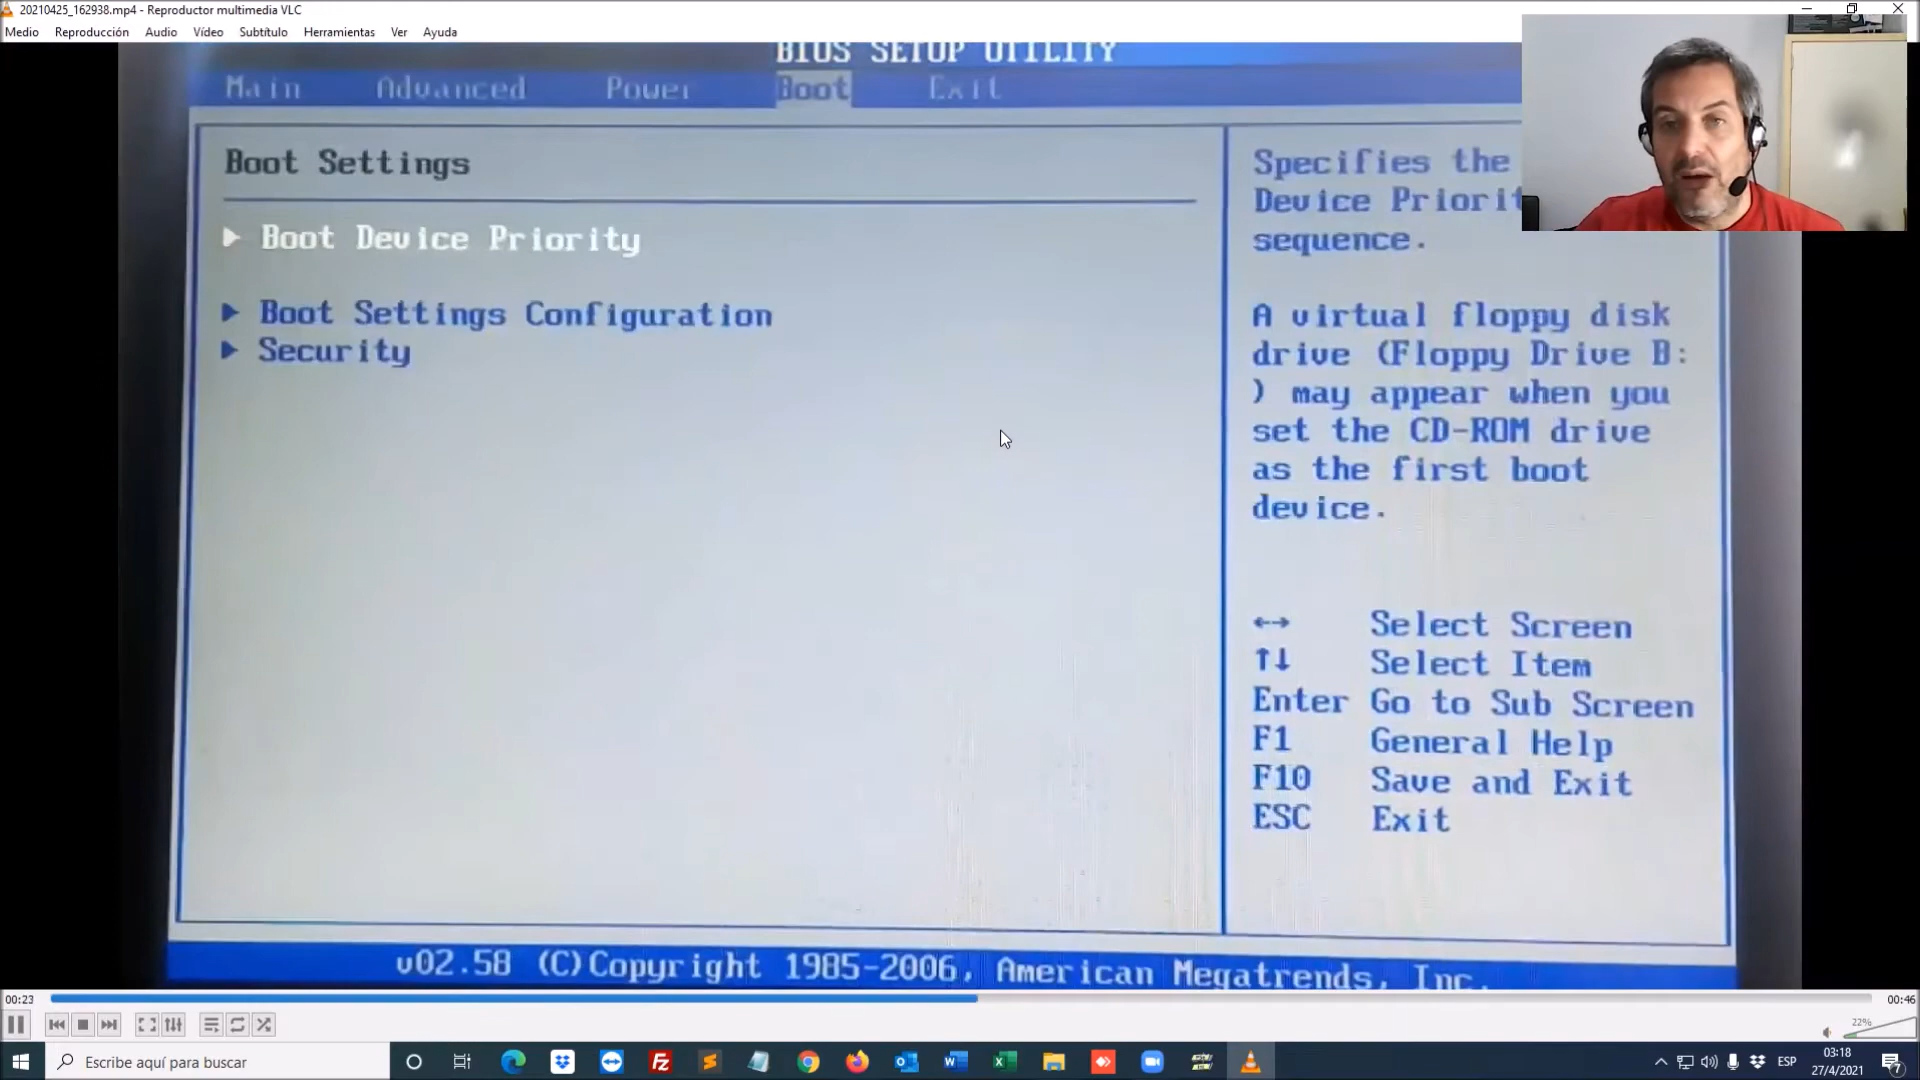 20210425_162938.mp4 - Reproductor multimedia VLC
Medio Reproducción Audio Vídeo Subtítulo Herramientas Ver Ayuda
BIOS SETUP UTILITY
Main Advanced Power Boot Exit
Boot Settings
Boot Device Priority
Boot Settings Configuration
Security
Specifies the
Device Priorit
sequence.
A virtual floppy disk
drive (Floppy Drive B:
) may appear when you
set the CD-ROM drive
as the first boot
device.
←→ Select Screen
↑↓ Select Item
Enter Go to Sub Screen
F1 General Help
F10 Save and Exit
ESC Exit
v02.58 (C)Copyright 1985-2006, American Megatrends, Inc.
00:23 00:46
22%
Escribe aquí para buscar
ESP
03:18
27/4/2021
7